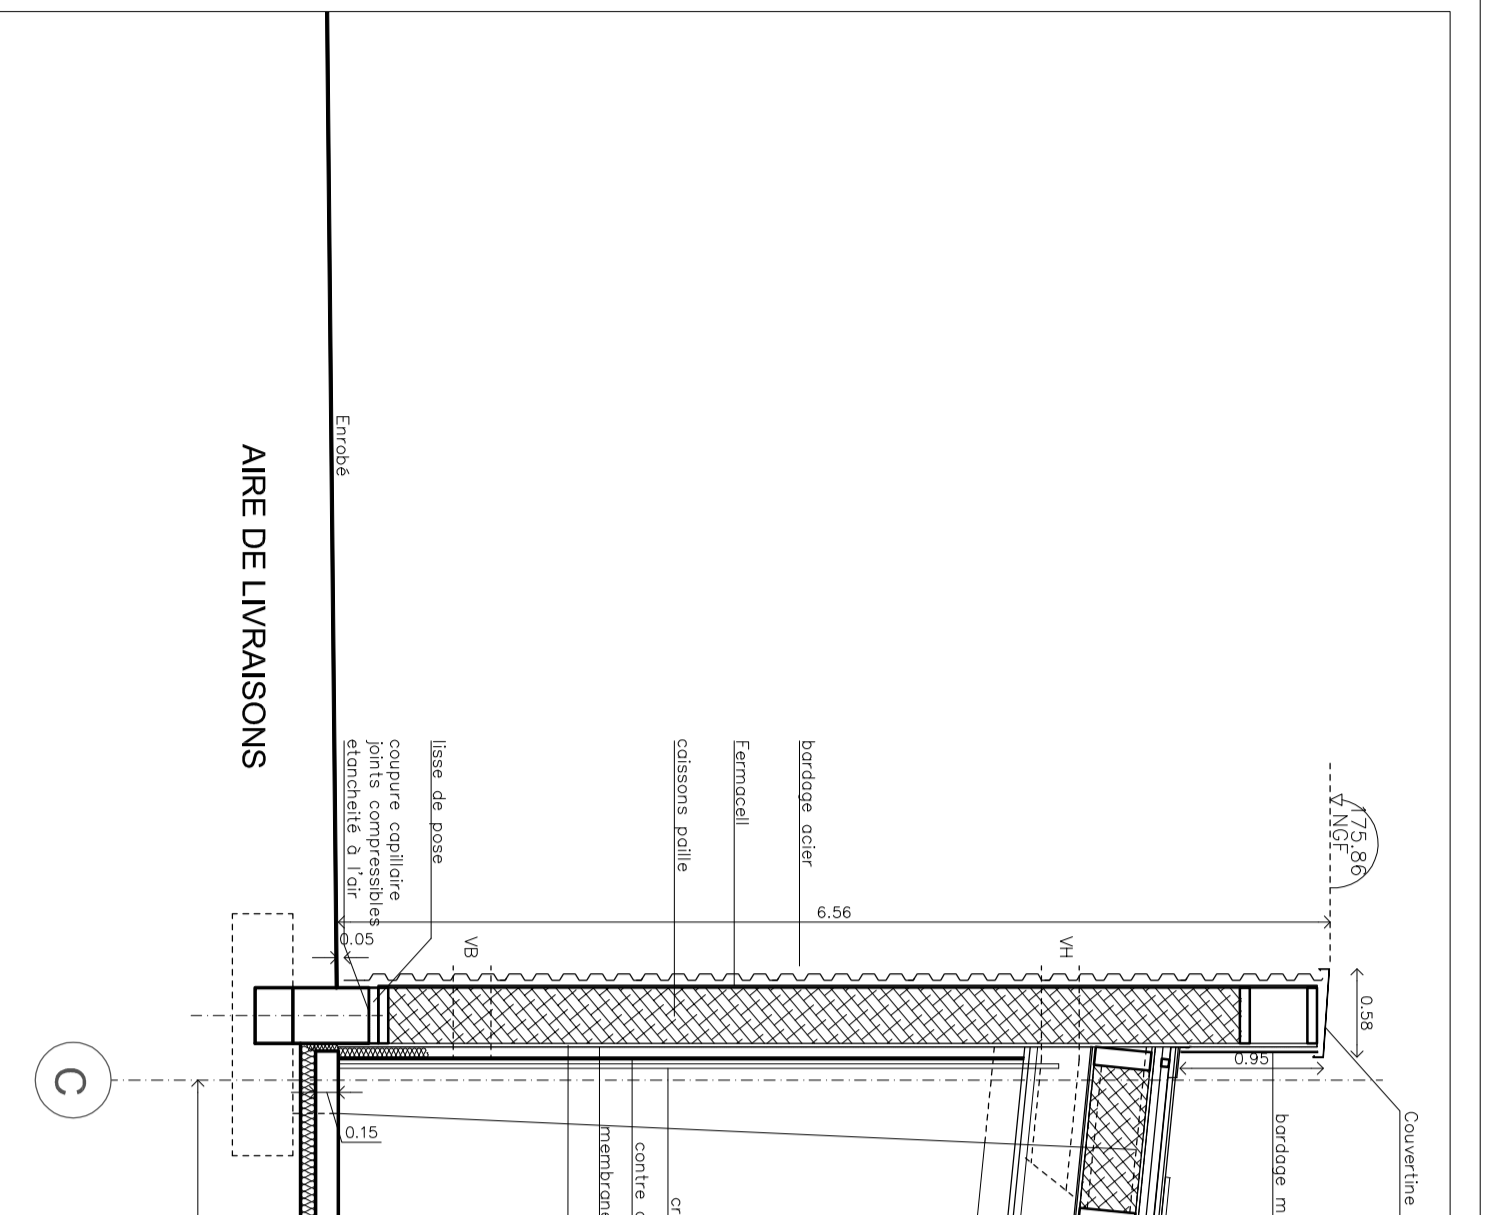 175.86
NGF
0.58
Couvertine
0.95
bardage m
6.56
VH
VB
bardage acier
Fermacell
caissons paille
lisse de pose
coupure capillaire
joints compressibles
etancheité à l'air
0.05
Enrobé
AIRE DE LIVRAISONS
cr
contre c
membrane
0.15
C